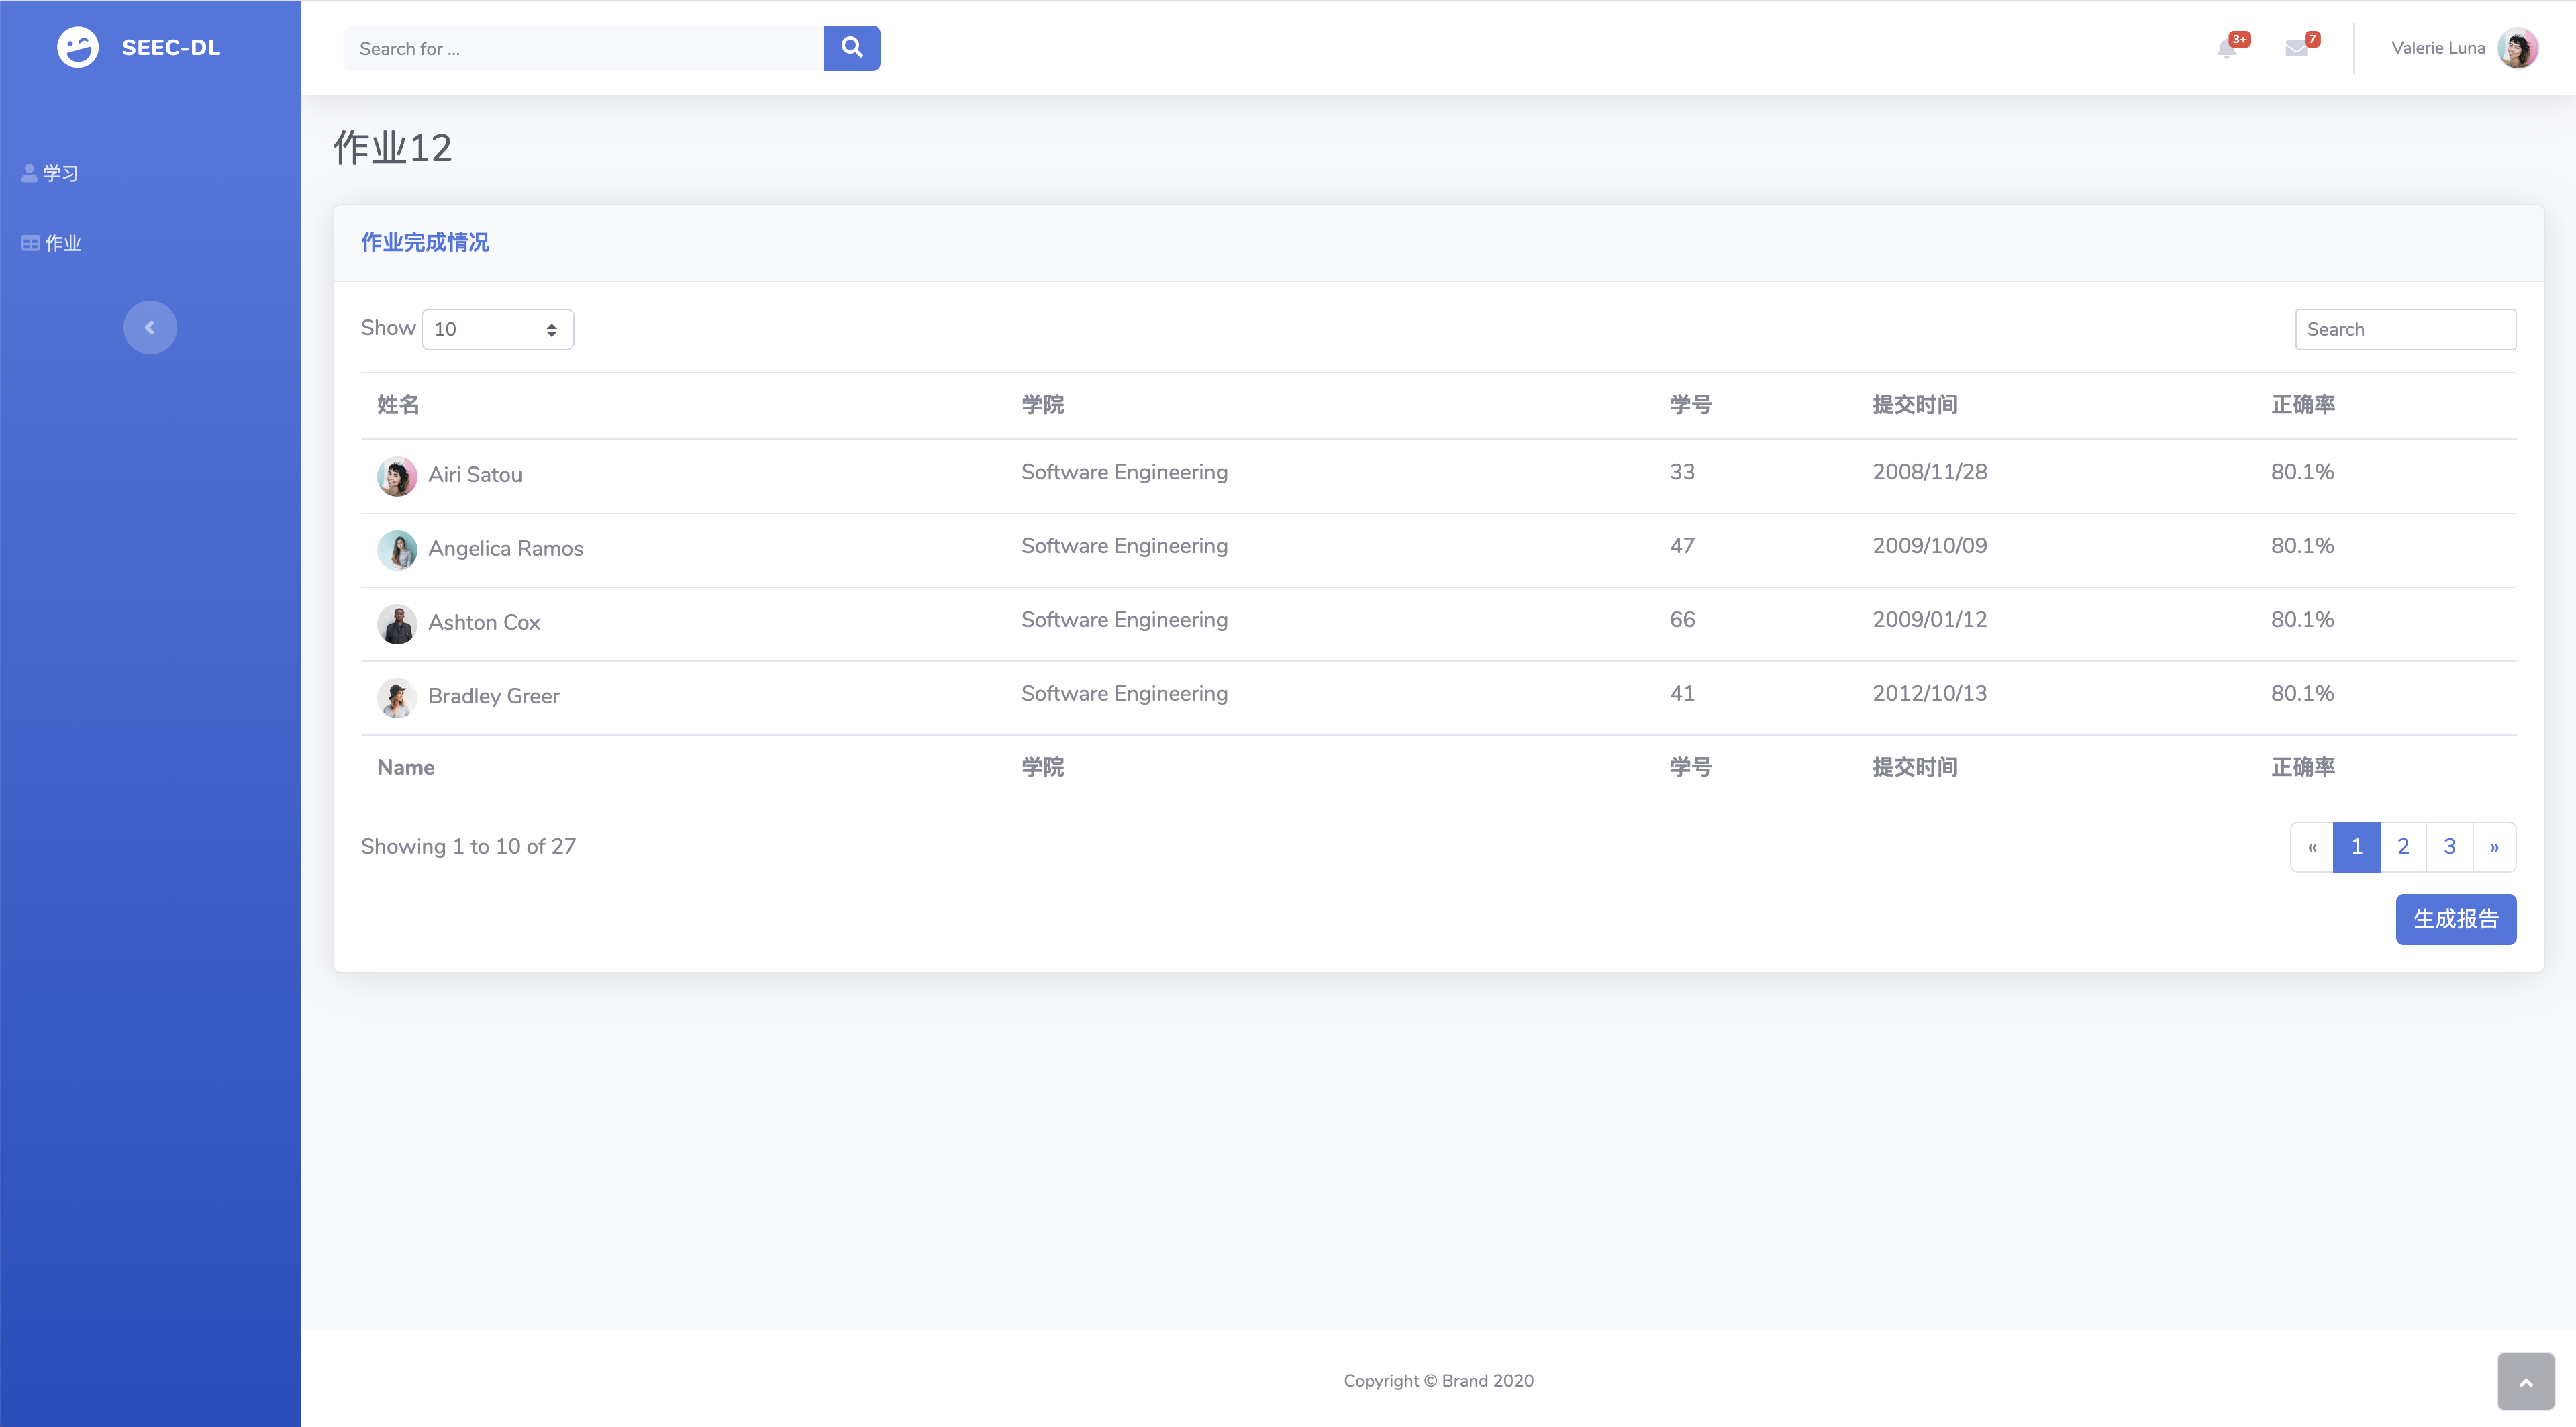 SEEC-DL
Search for ...
3+
7
Valerie Luna
学习
作业
作业12
作业完成情况
Show 10
Search
姓名 学院 学号 提交时间 正确率
Airi Satou Software Engineering 33 2008/11/28 80.1%
Angelica Ramos Software Engineering 47 2009/10/09 80.1%
Ashton Cox Software Engineering 66 2009/01/12 80.1%
Bradley Greer Software Engineering 41 2012/10/13 80.1%
Name 学院 学号 提交时间 正确率
Showing 1 to 10 of 27
« 1 2 3 »
生成报告
Copyright © Brand 2020